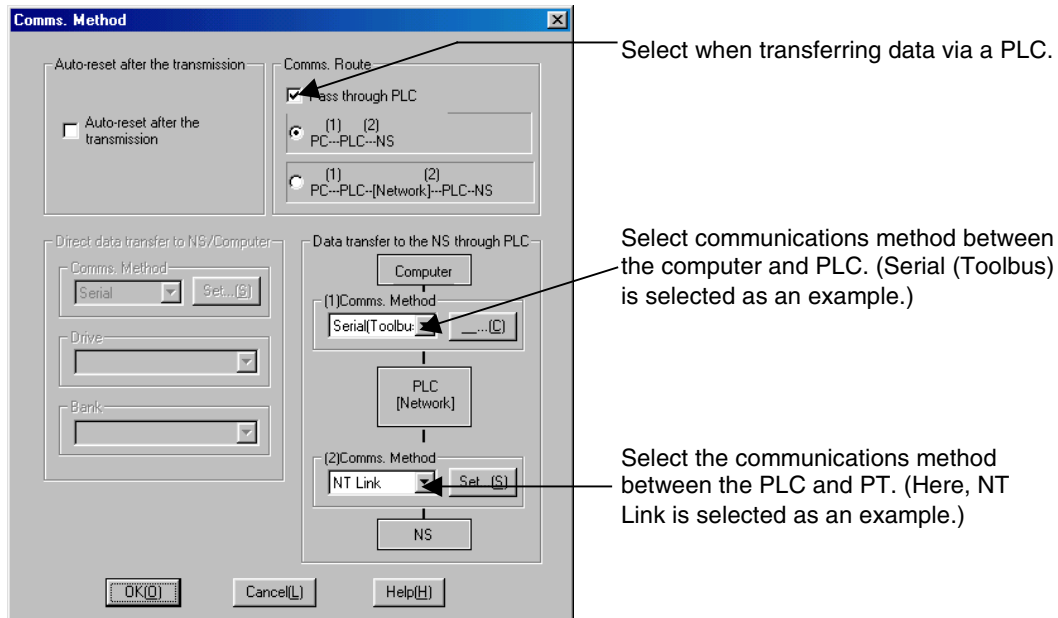 Comms. Method
Auto-reset after the transmission
Auto-reset after the
transmission
Comms. Route
Pass through PLC
(1) (2)
PC---PLC---NS
(1) (2)
PC---PLC--[Network]---PLC--NS
Direct data transfer to NS/Computer
Comms. Method
Serial
Set...(S)
Drive
Bank
Data transfer to the NS through PLC
Computer
(1)Comms. Method
Serial(Toolbu
__...(C)
PLC
[Network]
(2)Comms. Method
NT Link
Set (S)
NS
OK(O)
Cancel(L)
Help(H)
Select when transferring data via a PLC.
Select communications method between
the computer and PLC. (Serial (Toolbus)
is selected as an example.)
Select the communications method
between the PLC and PT. (Here, NT
Link is selected as an example.)